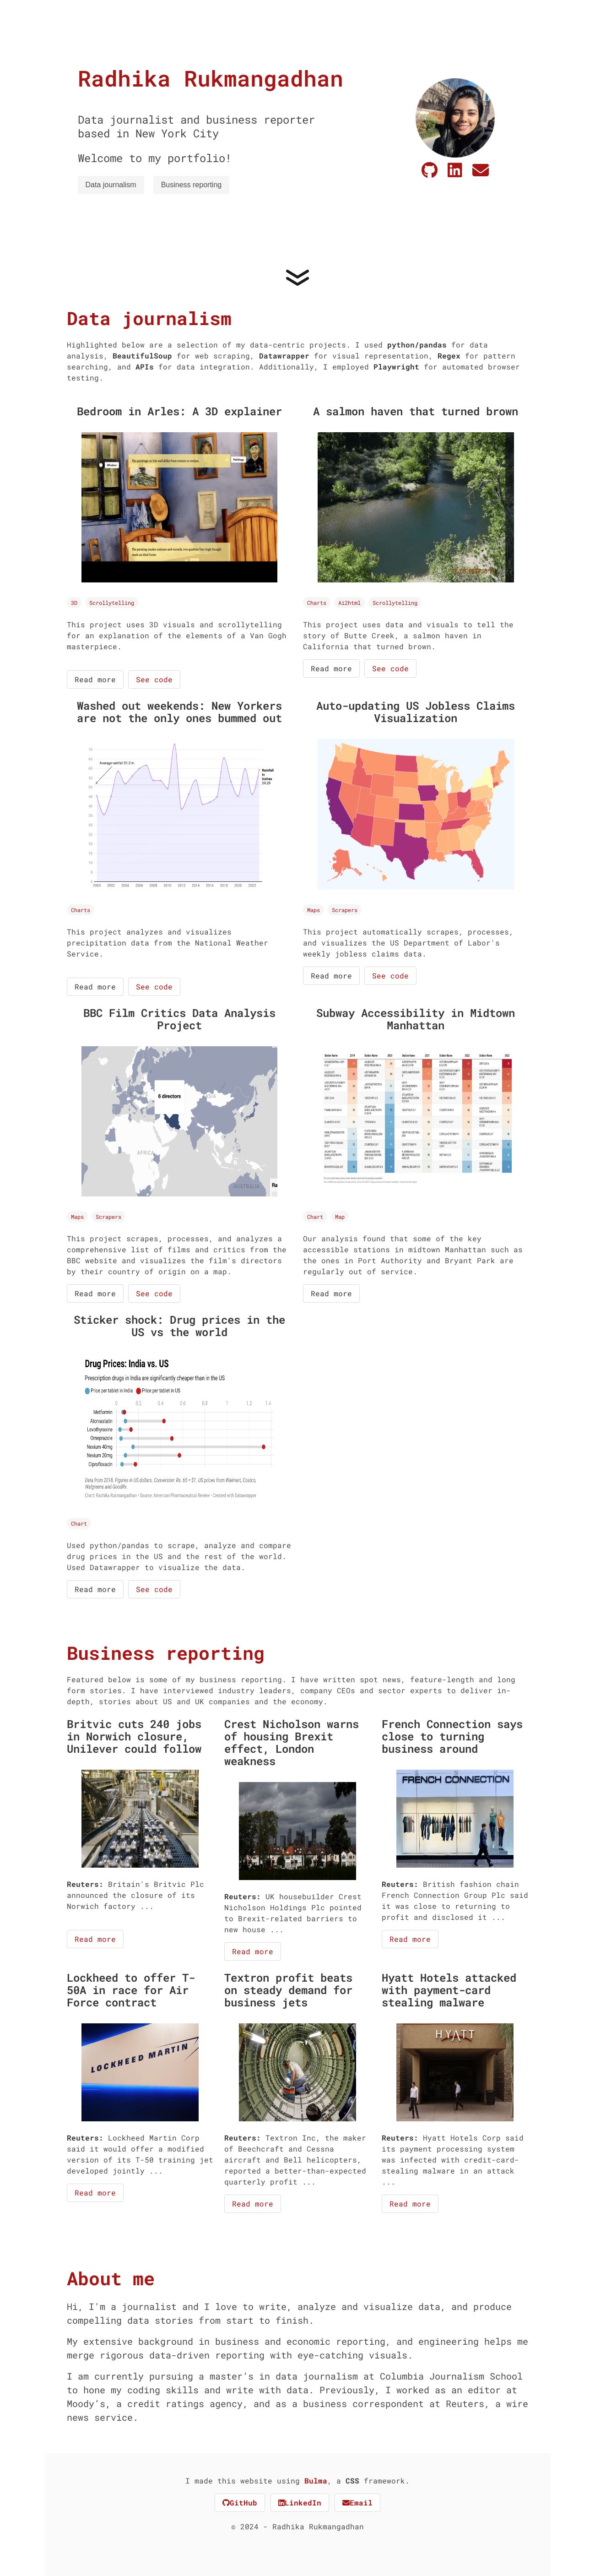 Radhika Rukmangadhan
Data journalist and business reporter
based in New York City
Welcome to my portfolio!
Data journalism
Business reporting
Data journalism
Highlighted below are a selection of my data-centric projects. I used python/pandas for data
analysis, BeautifulSoup for web scraping, Datawrapper for visual representation, Regex for pattern
searching, and APIs for data integration. Additionally, I employed Playwright for automated browser
testing.
Bedroom in Arles: A 3D explainer
3D
Scrollytelling
This project uses 3D visuals and scrollytelling
for an explanation of the elements of a Van Gogh
masterpiece.
Read more
See code
A salmon haven that turned brown
Charts
Ai2html
Scrollytelling
This project uses data and visuals to tell the
story of Butte Creek, a salmon haven in
California that turned brown.
Read more
See code
Washed out weekends: New Yorkers
are not the only ones bummed out
Charts
This project analyzes and visualizes
precipitation data from the National Weather
Service.
Read more
See code
Auto-updating US Jobless Claims
Visualization
Maps
Scrapers
This project automatically scrapes, processes,
and visualizes the US Department of Labor's
weekly jobless claims data.
Read more
See code
BBC Film Critics Data Analysis
Project
6 directors
AFRICA
AUSTRALIA
Maps
Scrapers
This project scrapes, processes, and analyzes a
comprehensive list of films and critics from the
BBC website and visualizes the film's directors
by their country of origin on a map.
Read more
See code
Subway Accessibility in Midtown
Manhattan
Chart
Map
Our analysis found that some of the key
accessible stations in midtown Manhattan such as
the ones in Port Authority and Bryant Park are
regularly out of service.
Read more
Sticker shock: Drug prices in the
US vs the world
Drug Prices: India vs. US
Prescription drugs in India are significantly cheaper than in the US
Price per tablet in India
Price per tablet in US
0 0.2 0.4 0.6 0.8 1 1.2 1.4
Metformin
Atorvastatin
Levothyroxine
Omeprazole
Nexium 40mg
Nexium 20mg
Ciprofloxacin
Chart
Used python/pandas to scrape, analyze and compare
drug prices in the US and the rest of the world.
Used Datawrapper to visualize the data.
Read more
See code
Business reporting
Featured below is some of my business reporting. I have written spot news, feature-length and long
form stories. I have interviewed industry leaders, company CEOs and sector experts to deliver in-
depth, stories about US and UK companies and the economy.
Britvic cuts 240 jobs
in Norwich closure,
Unilever could follow
Reuters: Britain's Britvic Plc
announced the closure of its
Norwich factory ...
Read more
Crest Nicholson warns
of housing Brexit
effect, London
weakness
Reuters: UK housebuilder Crest
Nicholson Holdings Plc pointed
to Brexit-related barriers to
new house ...
Read more
French Connection says
close to turning
business around
FRENCH CONNECTION
Reuters: British fashion chain
French Connection Group Plc said
it was close to returning to
profit and disclosed it ...
Read more
Lockheed to offer T-
50A in race for Air
Force contract
LOCKHEED MARTIN
Reuters: Lockheed Martin Corp
said it would offer a modified
version of its T-50 training jet
developed jointly ...
Read more
Textron profit beats
on steady demand for
business jets
Reuters: Textron Inc, the maker
of Beechcraft and Cessna
aircraft and Bell helicopters,
reported a better-than-expected
quarterly profit ...
Read more
Hyatt Hotels attacked
with payment-card
stealing malware
HYATT
Reuters: Hyatt Hotels Corp said
its payment processing system
was infected with credit-card-
stealing malware in an attack
...
Read more
About me
Hi, I'm a journalist and I love to write, analyze and visualize data, and produce
compelling data stories from start to finish.
My extensive background in business and economic reporting, and engineering helps me
merge rigorous data-driven reporting with eye-catching visuals.
I am currently pursuing a master’s in data journalism at Columbia Journalism School
to hone my coding skills and write with data. Previously, I worked as an editor at
Moody’s, a credit ratings agency, and as a business correspondent at Reuters, a wire
news service.
I made this website using Bulma, a CSS framework.
GitHub
LinkedIn
Email
© 2024 - Radhika Rukmangadhan